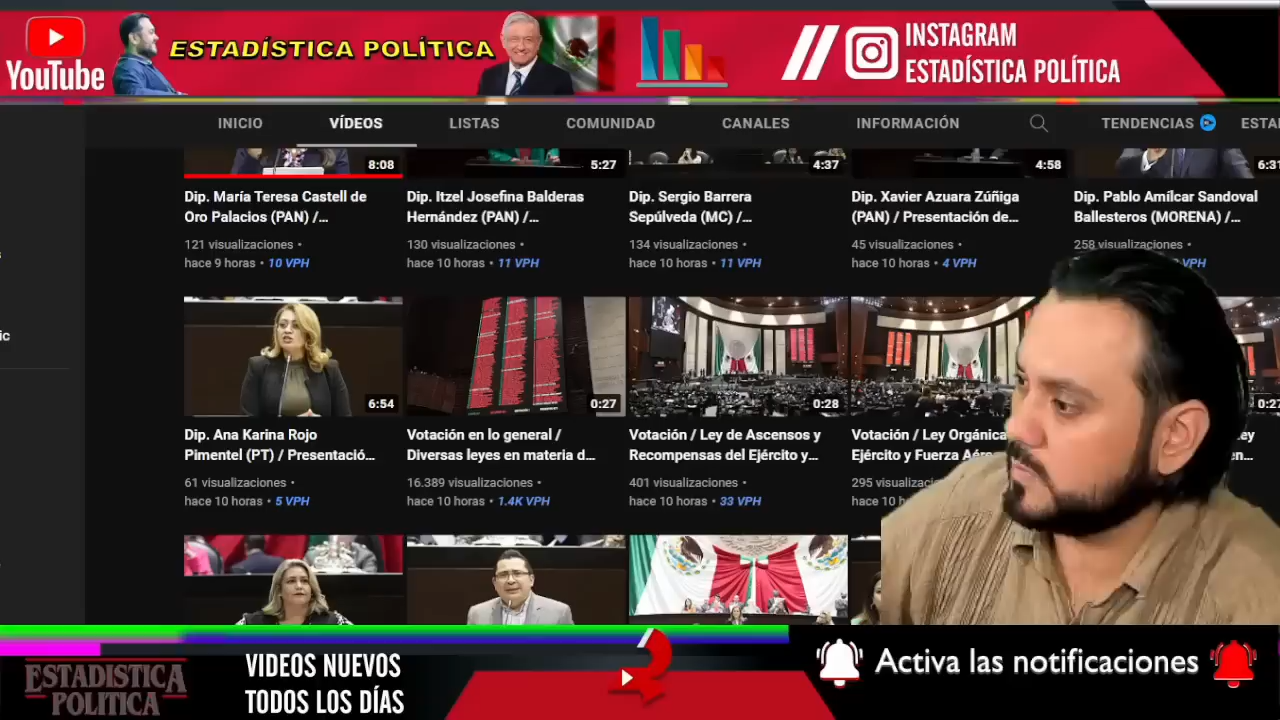 YouTube
ESTADÍSTICA POLÍTICA
INSTAGRAM
ESTADÍSTICA POLÍTICA
INICIO VÍDEOS LISTAS COMUNIDAD CANALES INFORMACIÓN TENDENCIAS
8:08 5:27 4:37 4:58
Dip. María Teresa Castell de
Oro Palacios (PAN) /...
121 visualizaciones •
hace 9 horas • 10 VPH
Dip. Itzel Josefina Balderas
Hernández (PAN) /...
130 visualizaciones •
hace 10 horas • 11 VPH
Dip. Sergio Barrera
Sepúlveda (MC) /...
134 visualizaciones •
hace 10 horas • 11 VPH
Dip. Xavier Azuara Zúñiga
(PAN) / Presentación de...
45 visualizaciones •
hace 10 horas • 4 VPH
Dip. Pablo Amílcar Sandoval
Ballesteros (MORENA) /...
258 visualizaciones •
VPH
6:54 0:27 0:28
Dip. Ana Karina Rojo
Pimentel (PT) / Presentació...
61 visualizaciones •
hace 10 horas • 5 VPH
Votación en lo general /
Diversas leyes en materia d...
16.389 visualizaciones •
hace 10 horas • 1.4K VPH
Votación / Ley de Ascensos y
Recompensas del Ejército y...
401 visualizaciones •
hace 10 horas • 33 VPH
Votación / Ley Orgánica
Ejército y Fuerza
295
hace 10
ESTADISTICA
POLÍTICA
VIDEOS NUEVOS
TODOS LOS DÍAS
Activa las notificaciones